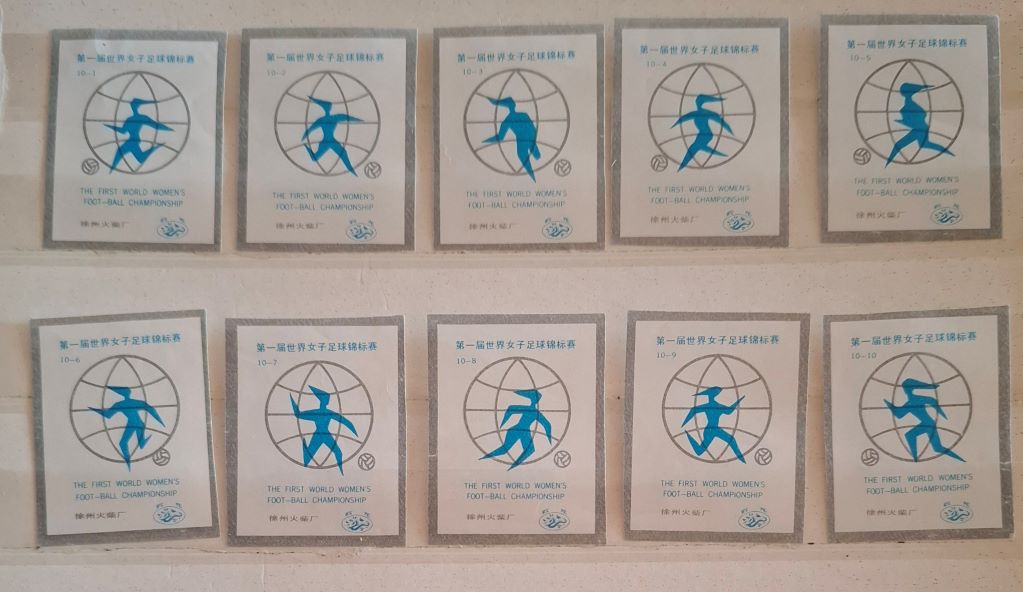 第一届世界女子足球锦标赛
10-1
THE FIRST WORLD WOMEN'S
FOOT-BALL CHAMPIONSHIP
徐州火柴厂
第一届世界女子足球锦标赛
10-2
THE FIRST WORLD WOMEN'S
FOOT-BALL CHAMPIONSHIP
徐州火柴厂
第一届世界女子足球锦标赛
10-3
THE FIRST WORLD WOMEN'S
FOOT-BALL CHAMPIONSHIP
徐州火柴厂
第一届世界女子足球锦标赛
10-4
THE FIRST WORLD WOMEN'S
FOOT-BALL CHAMPIONSHIP
徐州火柴厂
第一届世界女子足球锦标赛
10-5
THE FIRST WORLD WOMEN'S
FOOT-BALL CHAMPIONSHIP
徐州火柴厂
第一届世界女子足球锦标赛
10-6
THE FIRST WORLD WOMEN'S
FOOT-BALL CHAMPIONSHIP
徐州火柴厂
第一届世界女子足球锦标赛
10-7
THE FIRST WORLD WOMEN'S
FOOT-BALL CHAMPIONSHIP
徐州火柴厂
第一届世界女子足球锦标赛
10-8
THE FIRST WORLD WOMEN'S
FOOT-BALL CHAMPIONSHIP
徐州火柴厂
第一届世界女子足球锦标赛
10-9
THE FIRST WORLD WOMEN'S
FOOT-BALL CHAMPIONSHIP
徐州火柴厂
第一届世界女子足球锦标赛
10-10
THE FIRST WORLD WOMEN'S
FOOT-BALL CHAMPIONSHIP
徐州火柴厂